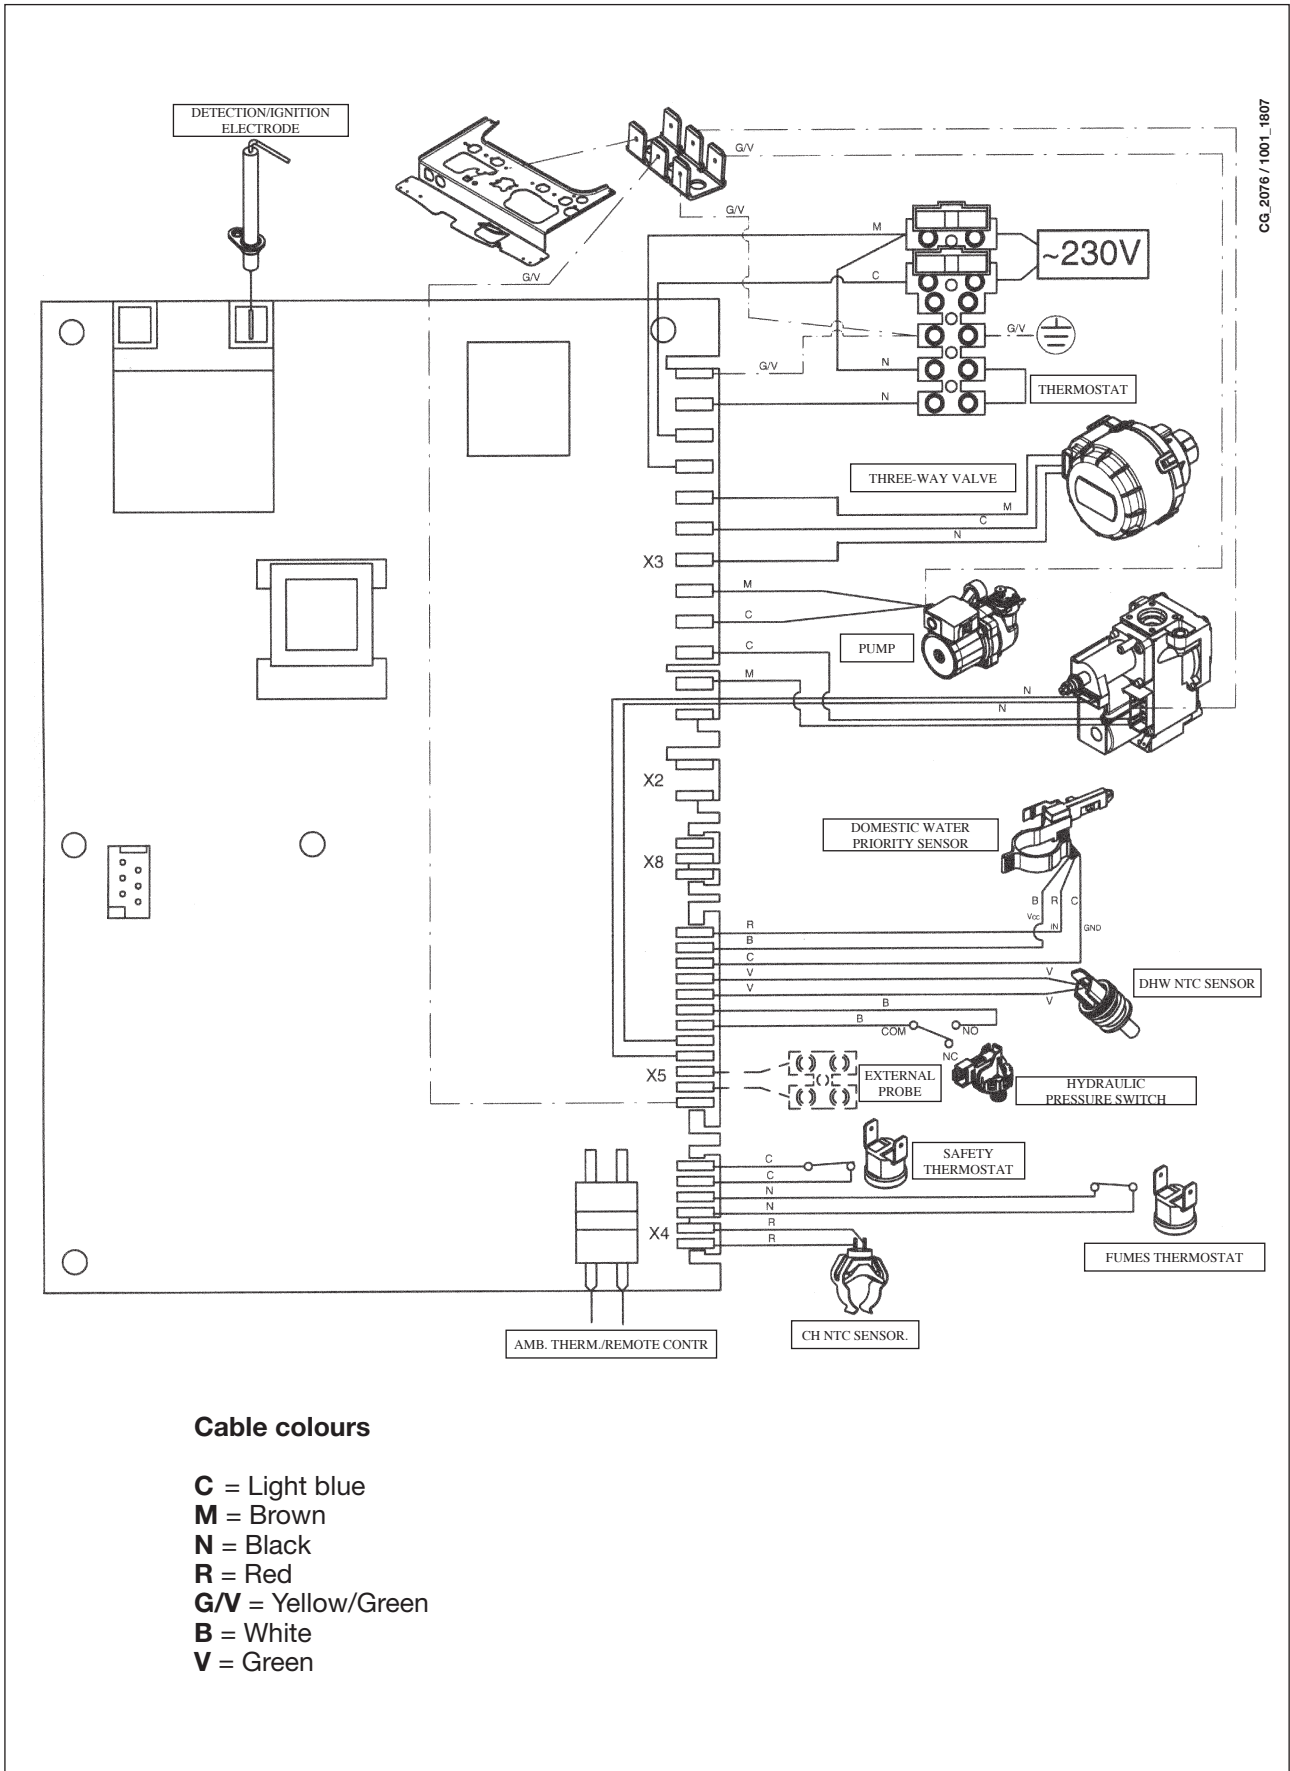 CG_2076 / 1001_1807
DETECTION/IGNITION
ELECTRODE
G/V
G/V
G/V
M
~230V
C
G/V
G/V
N
THERMOSTAT
N
THREE-WAY VALVE
M
C
N
X3
M
C
PUMP
C
M
N
N
X2
DOMESTIC WATER
PRIORITY SENSOR
X8
B R C
Vcc
IN
GND
R
B
C
V
V
V
V
DHW NTC SENSOR
B
B
COM
NO
NC
X5
EXTERNAL
PROBE
HYDRAULIC
PRESSURE SWITCH
SAFETY
THERMOSTAT
C
C
N
N
R
R
X4
FUMES THERMOSTAT
CH NTC SENSOR.
AMB. THERM./REMOTE CONTR
Cable colours
C = Light blue
M = Brown
N = Black
R = Red
G/V = Yellow/Green
B = White
V = Green